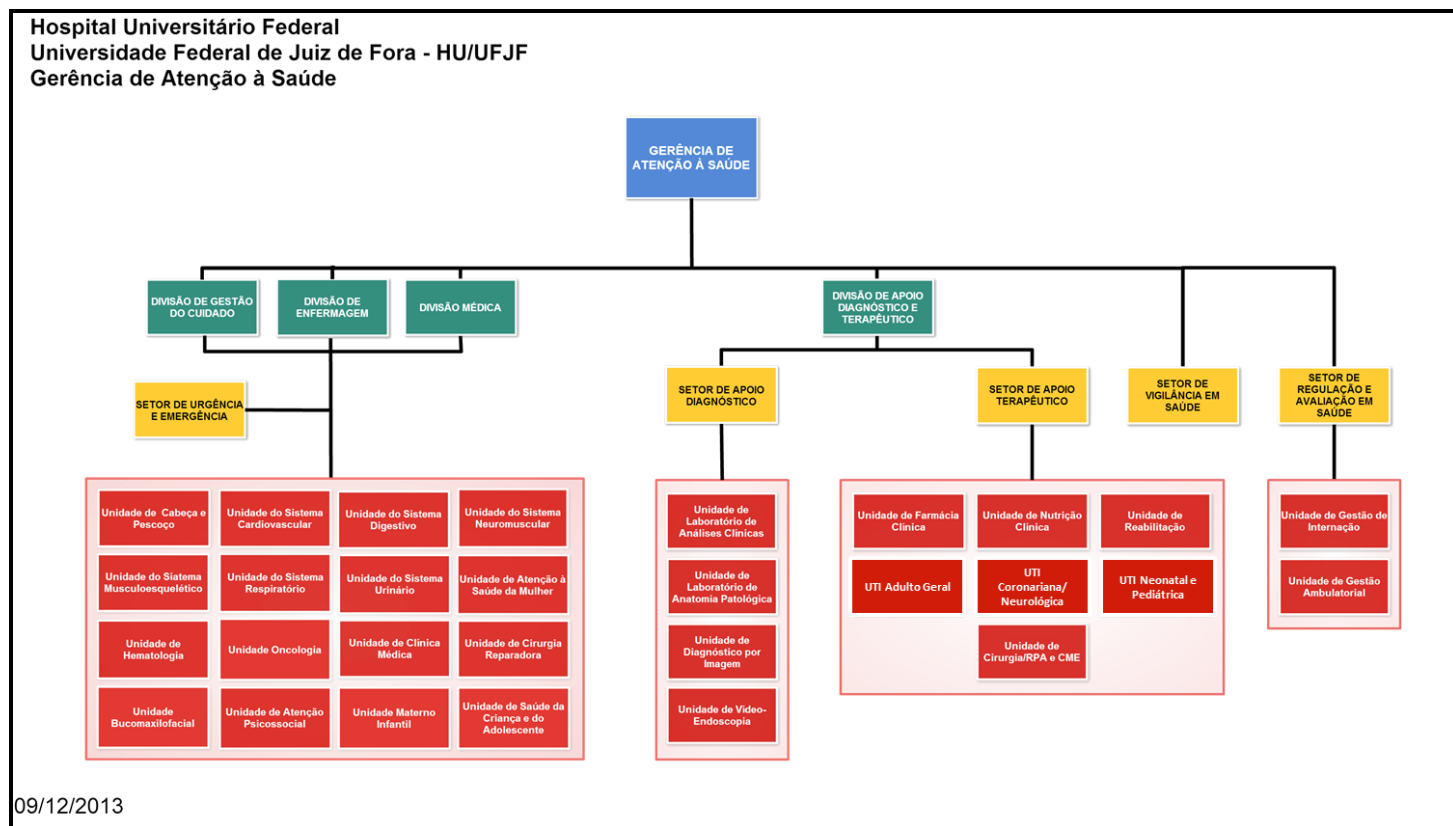 Hospital Universitário Federal
Universidade Federal de Juiz de Fora - HU/UFJF
Gerência de Atenção à Saúde
GERÊNCIA DE
ATENÇÃO À SAÚDE
DIVISÃO DE GESTÃO
DO CUIDADO
DIVISÃO DE
ENFERMAGEM
DIVISÃO MÉDICA
DIVISÃO DE APOIO
DIAGNÓSTICO E
TERAPÊUTICO
SETOR DE URGÊNCIA
E EMERGÊNCIA
SETOR DE APOIO
DIAGNÓSTICO
SETOR DE APOIO
TERAPÊUTICO
SETOR DE
VIGILÂNCIA EM
SAÚDE
SETOR DE
REGULAÇÃO E
AVALIAÇÃO EM
SAÚDE
Unidade de Cabeça e
Pescoço
Unidade do Sistema
Cardiovascular
Unidade do Sistema
Digestivo
Unidade do Sistema
Neuromuscular
Unidade do Siatema
Musculoesquelético
Unidade do Sistema
Respiratório
Unidade do Sistema
Urinário
Unidade de Atenção à
Saúde da Mulher
Unidade de
Hematologia
Unidade Oncologia
Unidade de Clínica
Médica
Unidade de Cirurgia
Reparadora
Unidade
Bucomaxilofacial
Unidade de Atenção
Psicossocial
Unidade Materno
Infantil
Unidade de Saúde da
Criança e do
Adolescente
Unidade de
Laboratório de
Análises Clínicas
Unidade de
Laboratório de
Anatomia Patológica
Unidade de
Diagnóstico por
Imagem
Unidade de Vídeo-
Endoscopia
Unidade de Farmácia
Clínica
Unidade de Nutrição
Clínica
Unidade de
Reabilitação
UTI Adulto Geral
UTI
Coronariana/
Neurológica
UTI Neonatal e
Pediátrica
Unidade de
Cirurgia/RPA e CME
Unidade de Gestão de
Internação
Unidade de Gestão
Ambulatorial
09/12/2013